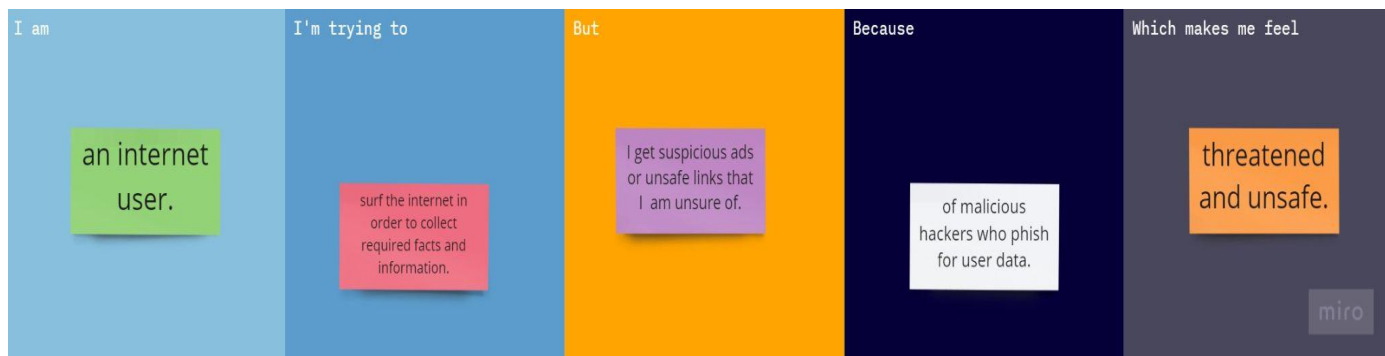 I am
an internet
user.
I'm trying to
surf the internet in
order to collect
required facts and
information.
But
I get suspicious ads
or unsafe links that
I am unsure of.
Because
of malicious
hackers who phish
for user data.
Which makes me feel
threatened
and unsafe.
miro